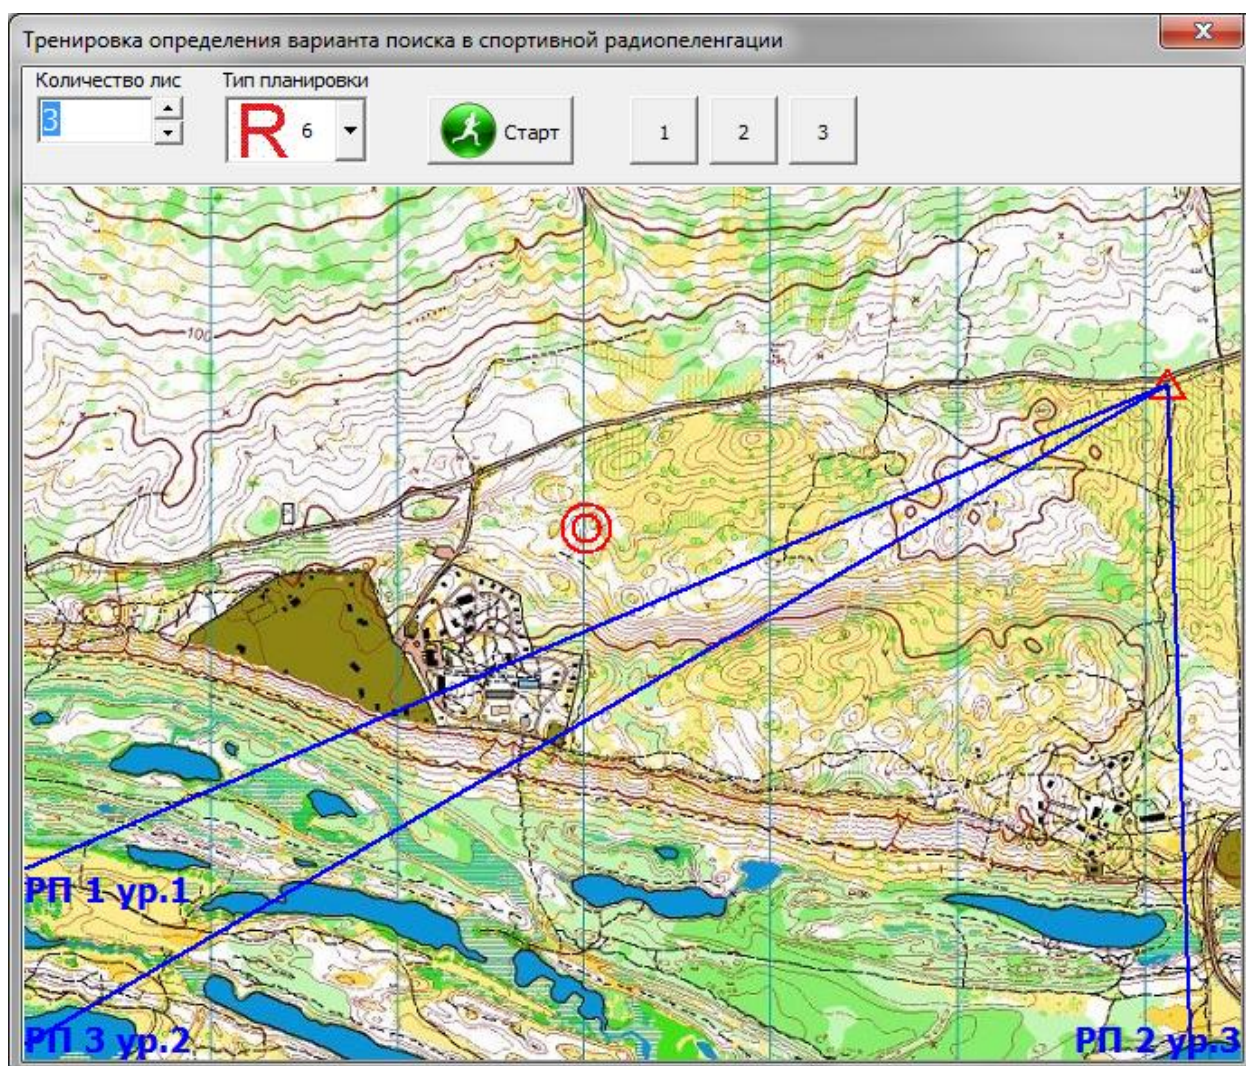 Тренировка определения варианта поиска в спортивной радиопеленгации
Количество лис
Тип планировки
3
R 6
Старт
1
2
3
100
РП 1 ур.1
РП 3 ур.2
РП 2 ур.3